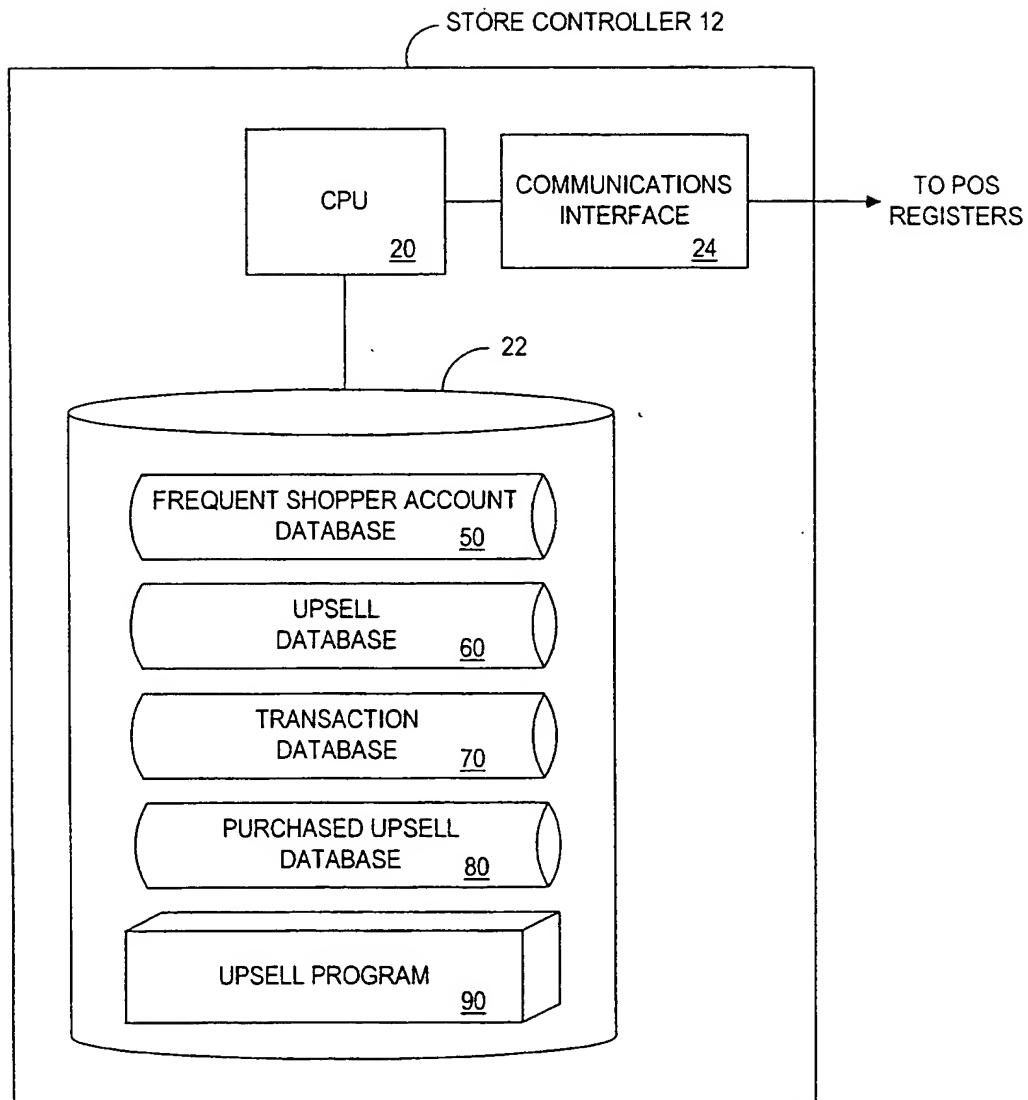 STORE CONTROLLER 12
CPU
20
COMMUNICATIONS
INTERFACE
24
TO POS
REGISTERS
22
FREQUENT SHOPPER ACCOUNT
DATABASE 50
UPSELL
DATABASE 60
TRANSACTION
DATABASE 70
PURCHASED UPSELL
DATABASE 80
UPSELL PROGRAM
90